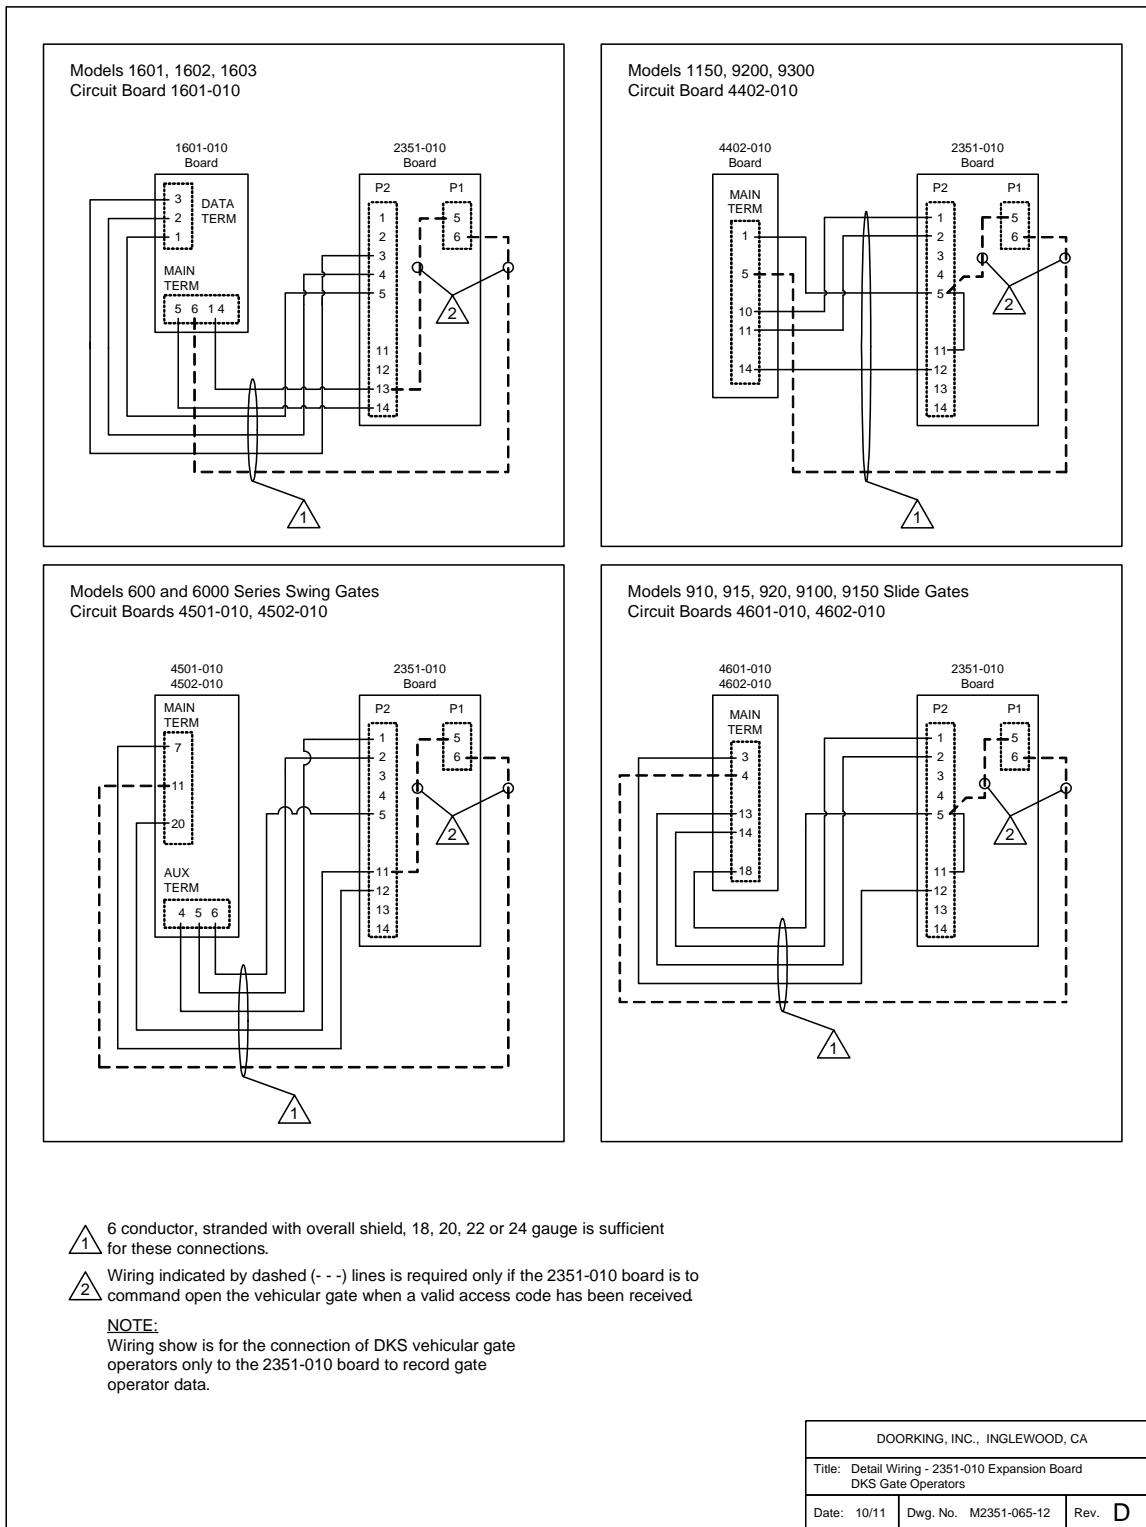 Models 1601, 1602, 1603
Circuit Board 1601-010
1601-010
Board
2351-010
Board
3
2
1
DATA
TERM
MAIN
TERM
5 6 1 4
P2
1
2
3
4
5
11
12
13
14
P1
5
6
2
1
Models 1150, 9200, 9300
Circuit Board 4402-010
4402-010
Board
2351-010
Board
MAIN
TERM
1
5
10
11
14
P2
1
2
3
4
5
11
12
13
14
P1
5
6
2
1
Models 600 and 6000 Series Swing Gates
Circuit Boards 4501-010, 4502-010
4501-010
4502-010
2351-010
Board
MAIN
TERM
7
11
20
AUX
TERM
4 5 6
P2
1
2
3
4
5
11
12
13
14
P1
5
6
2
1
Models 910, 915, 920, 9100, 9150 Slide Gates
Circuit Boards 4601-010, 4602-010
4601-010
4602-010
2351-010
Board
MAIN
TERM
3
4
13
14
18
P2
1
2
3
4
5
11
12
13
14
P1
5
6
2
1
1 6 conductor, stranded with overall shield, 18, 20, 22 or 24 gauge is sufficient
for these connections.
2 Wiring indicated by dashed (- - -) lines is required only if the 2351-010 board is to
command open the vehicular gate when a valid access code has been received.
NOTE:
Wiring show is for the connection of DKS vehicular gate
operators only to the 2351-010 board to record gate
operator data.
DOORKING, INC., INGLEWOOD, CA
Title: Detail Wiring - 2351-010 Expansion Board
DKS Gate Operators
Date: 10/11 Dwg. No. M2351-065-12 Rev. D